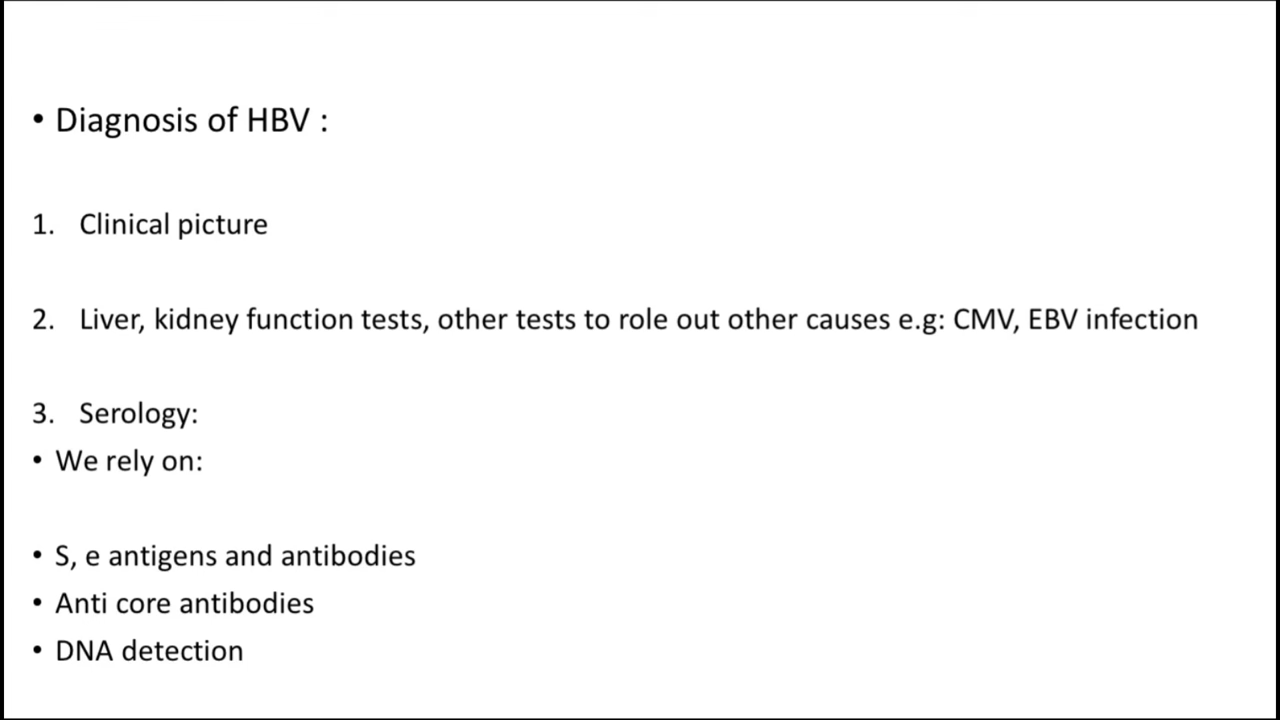 • Diagnosis of HBV :
1. Clinical picture
2. Liver, kidney function tests, other tests to role out other causes e.g: CMV, EBV infection
3. Serology:
• We rely on:
• S, e antigens and antibodies
• Anti core antibodies
• DNA detection